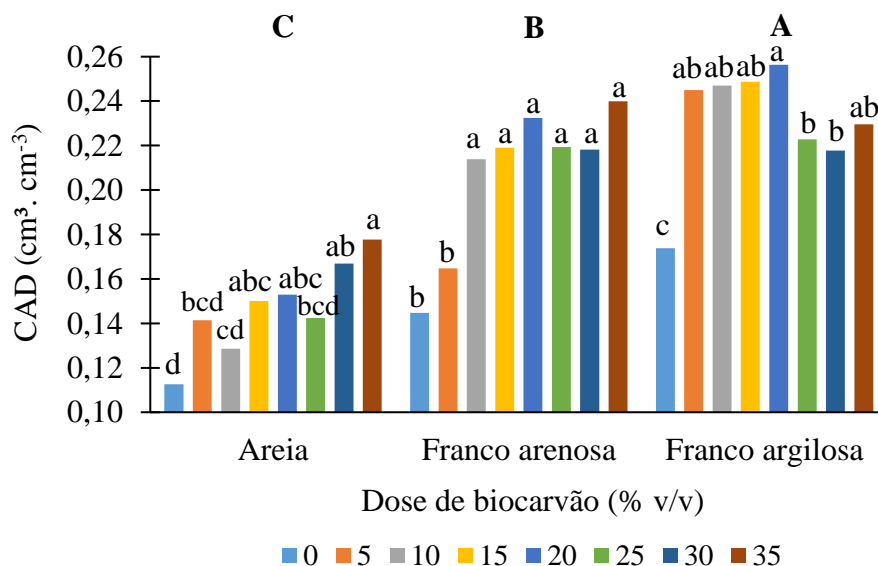 C B A
0,26
0,24
0,22
0,20
0,18
0,16
0,14
0,12
0,10
CAD (cm³. cm⁻³)
d bcd cd abc abc bcd ab a
b b a a a a a a
c ab ab ab a b b ab
Areia Franco arenosa Franco argilosa
Dose de biocarvão (% v/v)
0 5 10 15 20 25 30 35